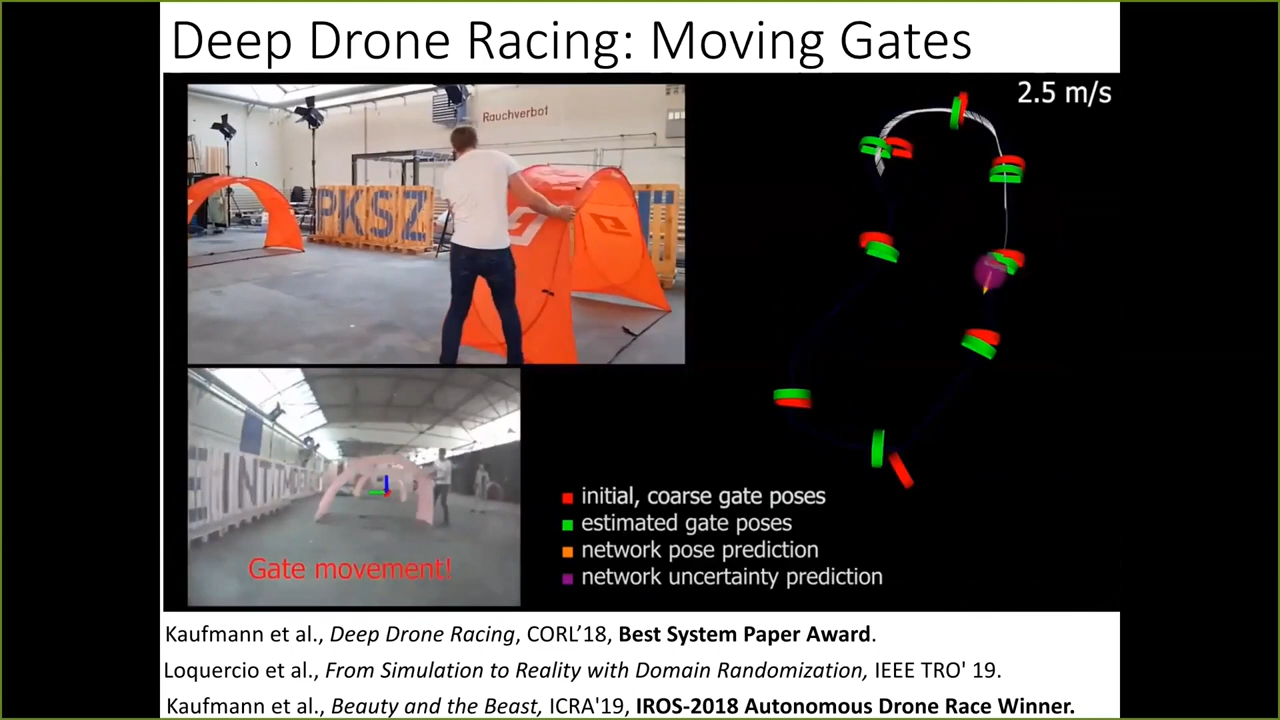 Deep Drone Racing: Moving Gates
2.5 m/s
Rauchverbot
PKSZ
Gate movement!
initial, coarse gate poses
estimated gate poses
network pose prediction
network uncertainty prediction
Kaufmann et al., Deep Drone Racing, CORL’18, Best System Paper Award.
Loquercio et al., From Simulation to Reality with Domain Randomization, IEEE TRO' 19.
Kaufmann et al., Beauty and the Beast, ICRA'19, IROS-2018 Autonomous Drone Race Winner.